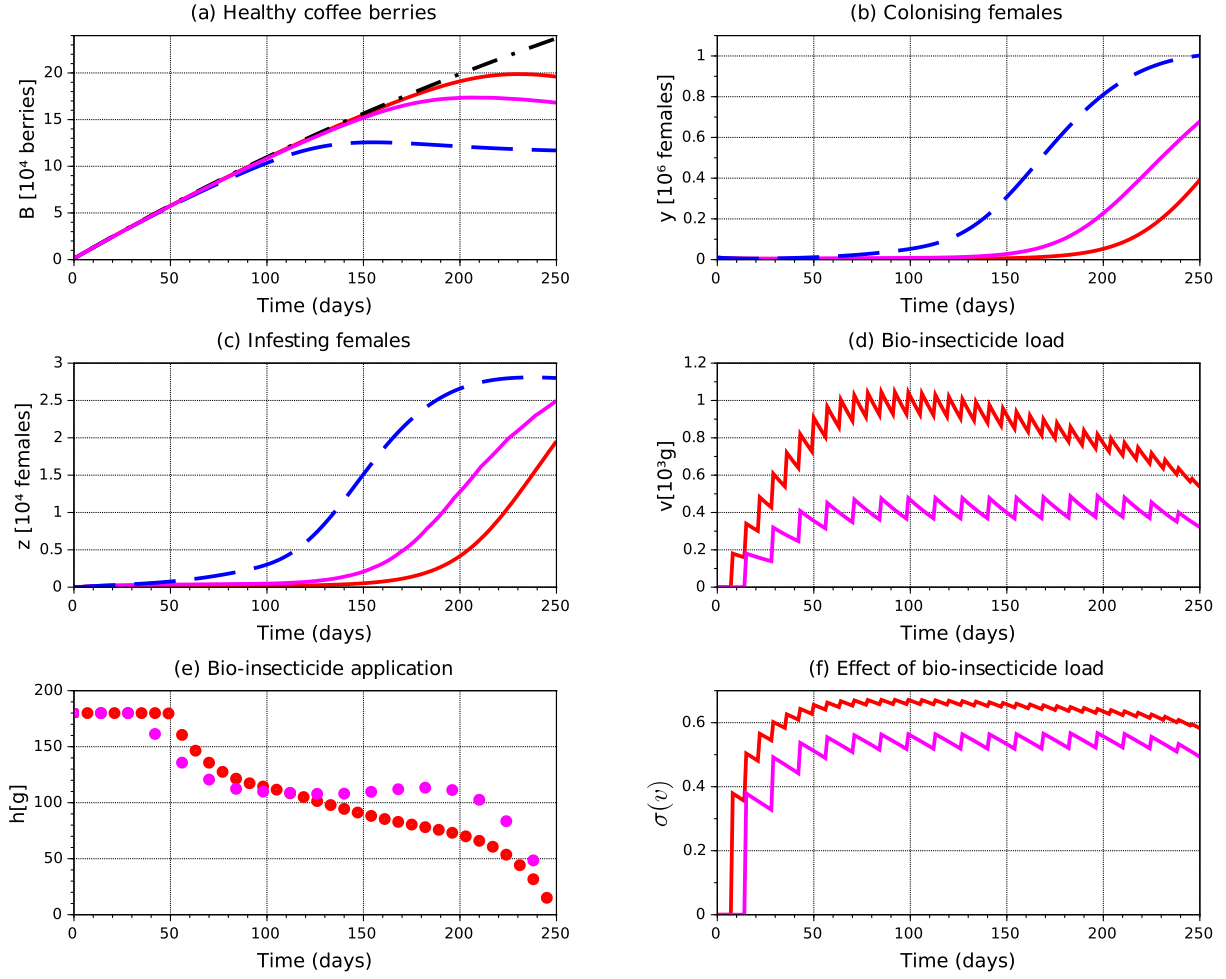 (a) Healthy coffee berries
B [10⁴ berries]
20
15
10
5
0
0 50 100 150 200 250
Time (days)
(b) Colonising females
y [10⁶ females]
1
0.8
0.6
0.4
0.2
0
0 50 100 150 200 250
Time (days)
(c) Infesting females
z [10⁴ females]
3
2.5
2
1.5
1
0.5
0
0 50 100 150 200 250
Time (days)
(d) Bio-insecticide load
v[10³g]
1.2
1
0.8
0.6
0.4
0.2
0
0 50 100 150 200 250
Time (days)
(e) Bio-insecticide application
h[g]
200
150
100
50
0
0 50 100 150 200 250
Time (days)
(f) Effect of bio-insecticide load
σ(v)
0.6
0.4
0.2
0
0 50 100 150 200 250
Time (days)